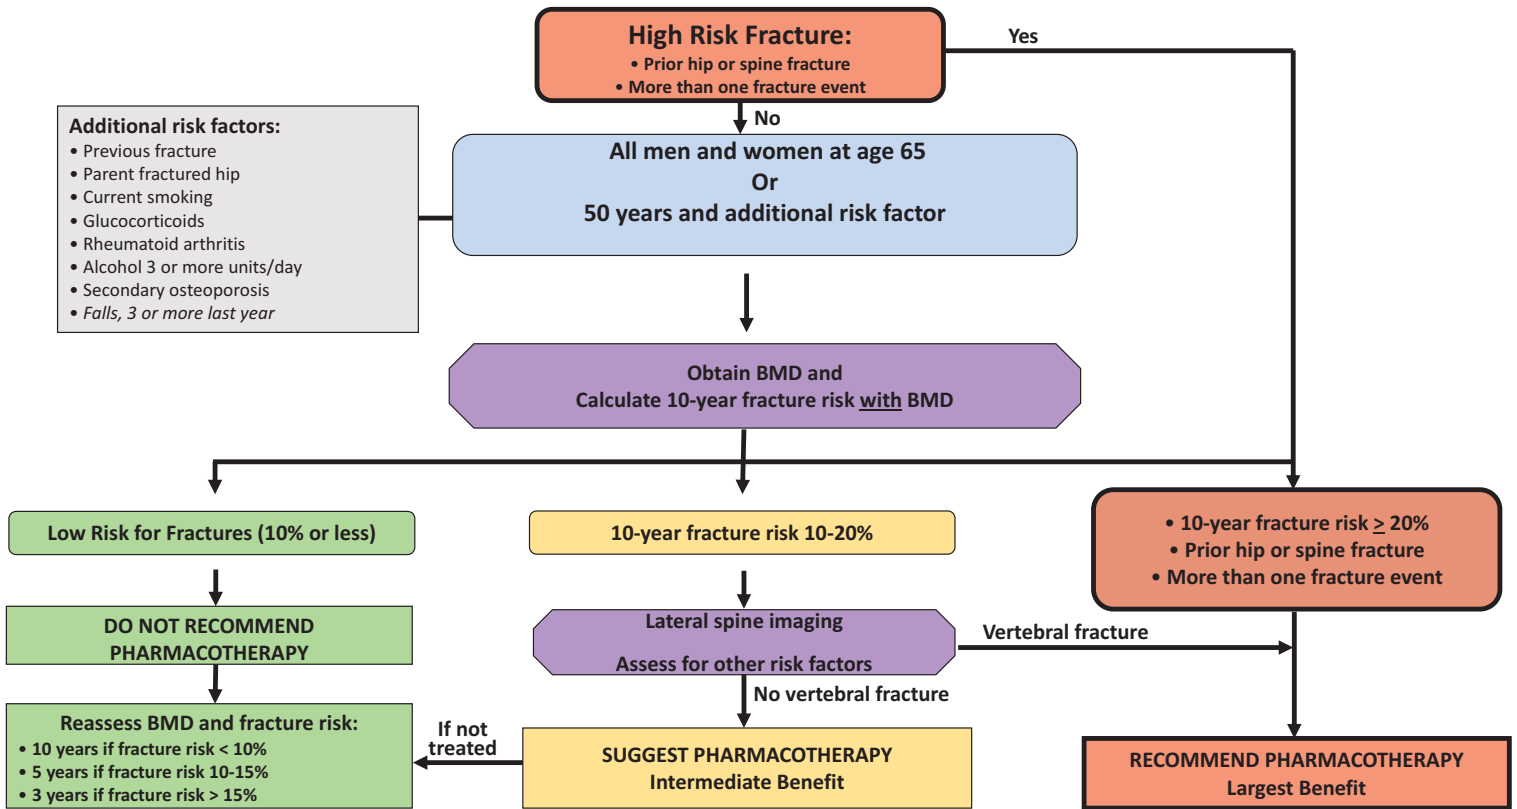 High Risk Fracture:
• Prior hip or spine fracture
• More than one fracture event
Yes
No
Additional risk factors:
• Previous fracture
• Parent fractured hip
• Current smoking
• Glucocorticoids
• Rheumatoid arthritis
• Alcohol 3 or more units/day
• Secondary osteoporosis
• Falls, 3 or more last year
All men and women at age 65
Or
50 years and additional risk factor
Obtain BMD and
Calculate 10-year fracture risk with BMD
Low Risk for Fractures (10% or less)
10-year fracture risk 10-20%
• 10-year fracture risk ≥ 20%
• Prior hip or spine fracture
• More than one fracture event
DO NOT RECOMMEND
PHARMACOTHERAPY
Lateral spine imaging
Assess for other risk factors
Vertebral fracture
No vertebral fracture
Reassess BMD and fracture risk:
• 10 years if fracture risk < 10%
• 5 years if fracture risk 10-15%
• 3 years if fracture risk > 15%
If not
treated
SUGGEST PHARMACOTHERAPY
Intermediate Benefit
RECOMMEND PHARMACOTHERAPY
Largest Benefit